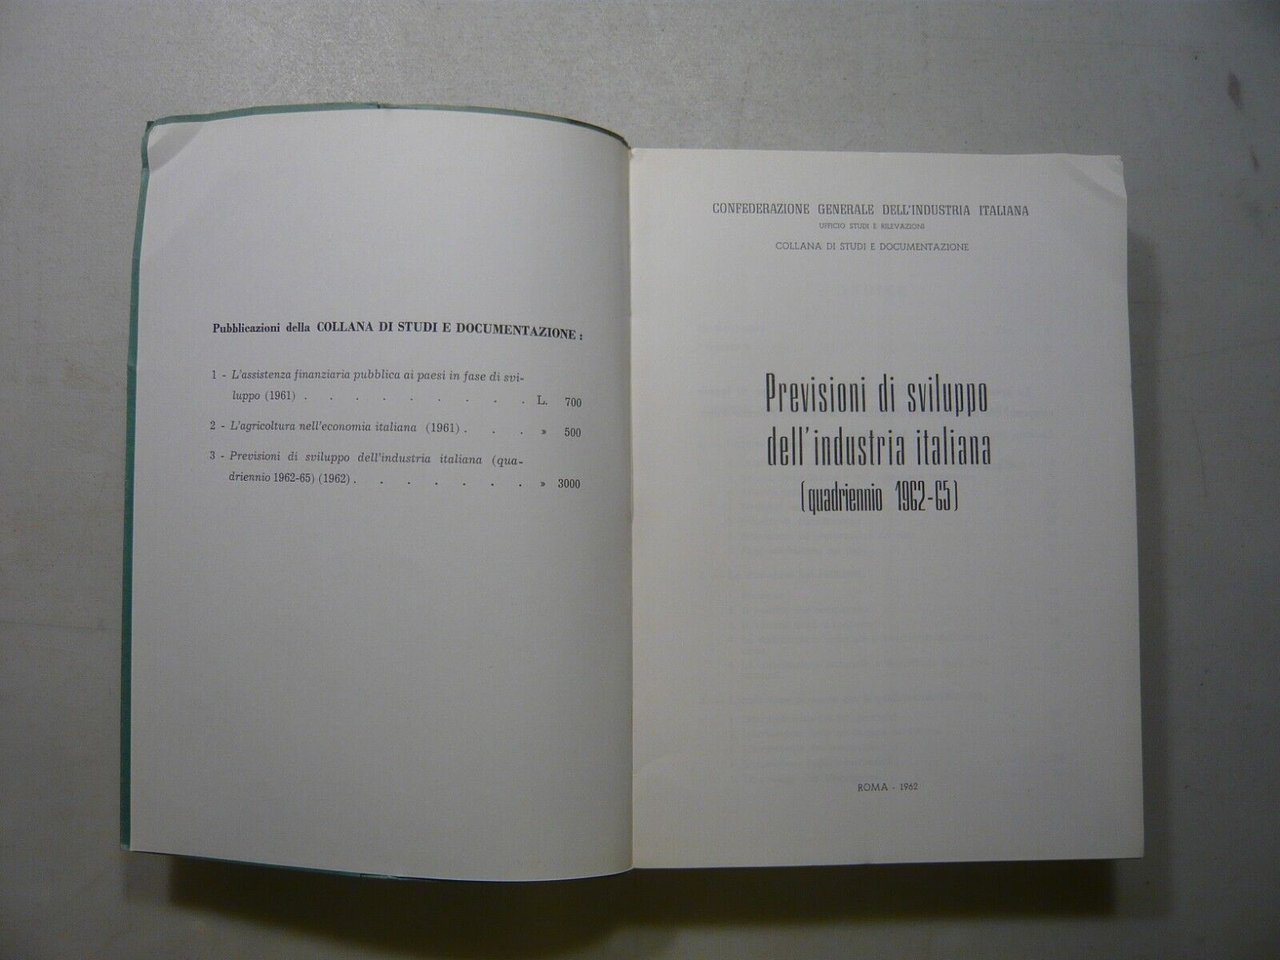 Pubblicazioni della COLLANA DI STUDI E DOCUMENTAZIONE :
1 - L'assistenza finanziaria pubblica ai paesi in fase di svi-
luppo (1961) . . . . . . . . . L. 700
2 - L'agricoltura nell'economia italiana (1961) . . . » 500
3 - Previsioni di sviluppo dell'industria italiana (qua-
driennio 1962-65) (1962) . . . . . . . » 3000
CONFEDERAZIONE GENERALE DELL'INDUSTRIA ITALIANA
UFFICIO STUDI E RILEVAZIONI
COLLANA DI STUDI E DOCUMENTAZIONE
Previsioni di sviluppo
dell'industria italiana
(quadriennio 1962-65)
ROMA - 1962